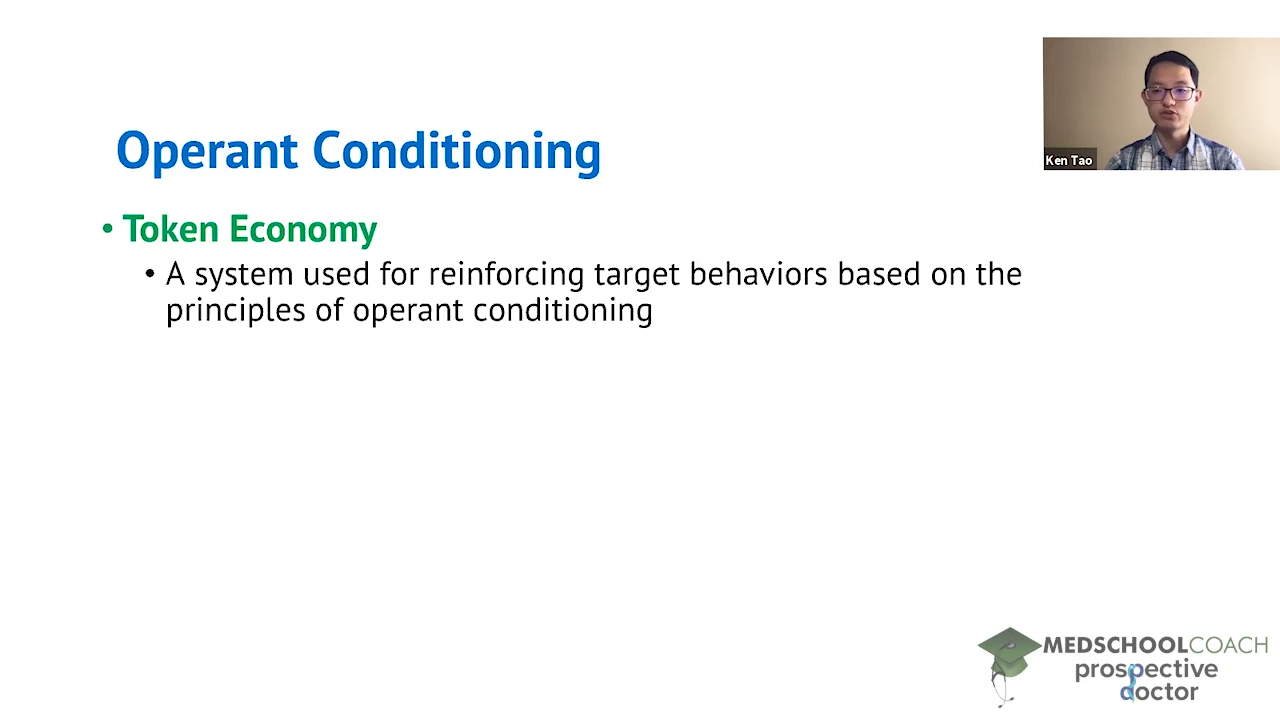 Ken Tao
Operant Conditioning
• Token Economy
• A system used for reinforcing target behaviors based on the
principles of operant conditioning
MEDSCHOOLCOACH
prospective
doctor